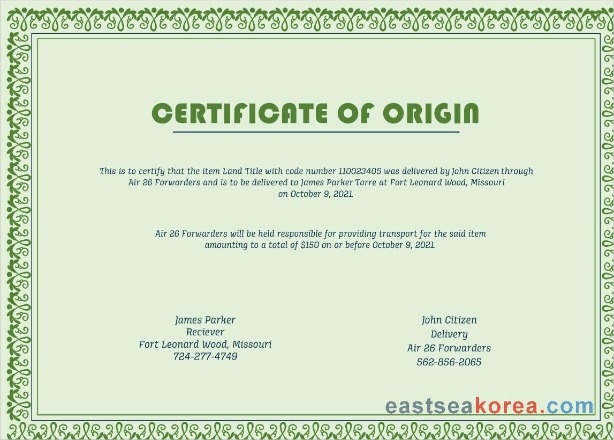 CERTIFICATE OF ORIGIN
This is to certify that the item Land Title with code number 110023405 was delivered by John Citizen through
Air 26 Forwarders and is to be delivered to James Parker Torre at Fort Leonard Wood, Missouri
on October 9, 2021.
Air 26 Forwarders will be held responsible for providing transport for the said item
amounting to a total of $150 on or before October 9, 2021.
James Parker
Reciever
Fort Leonard Wood, Missouri
724-277-4749
John Citizen
Delivery
Air 26 Forwarders
562-856-2065
eastseakorea.com